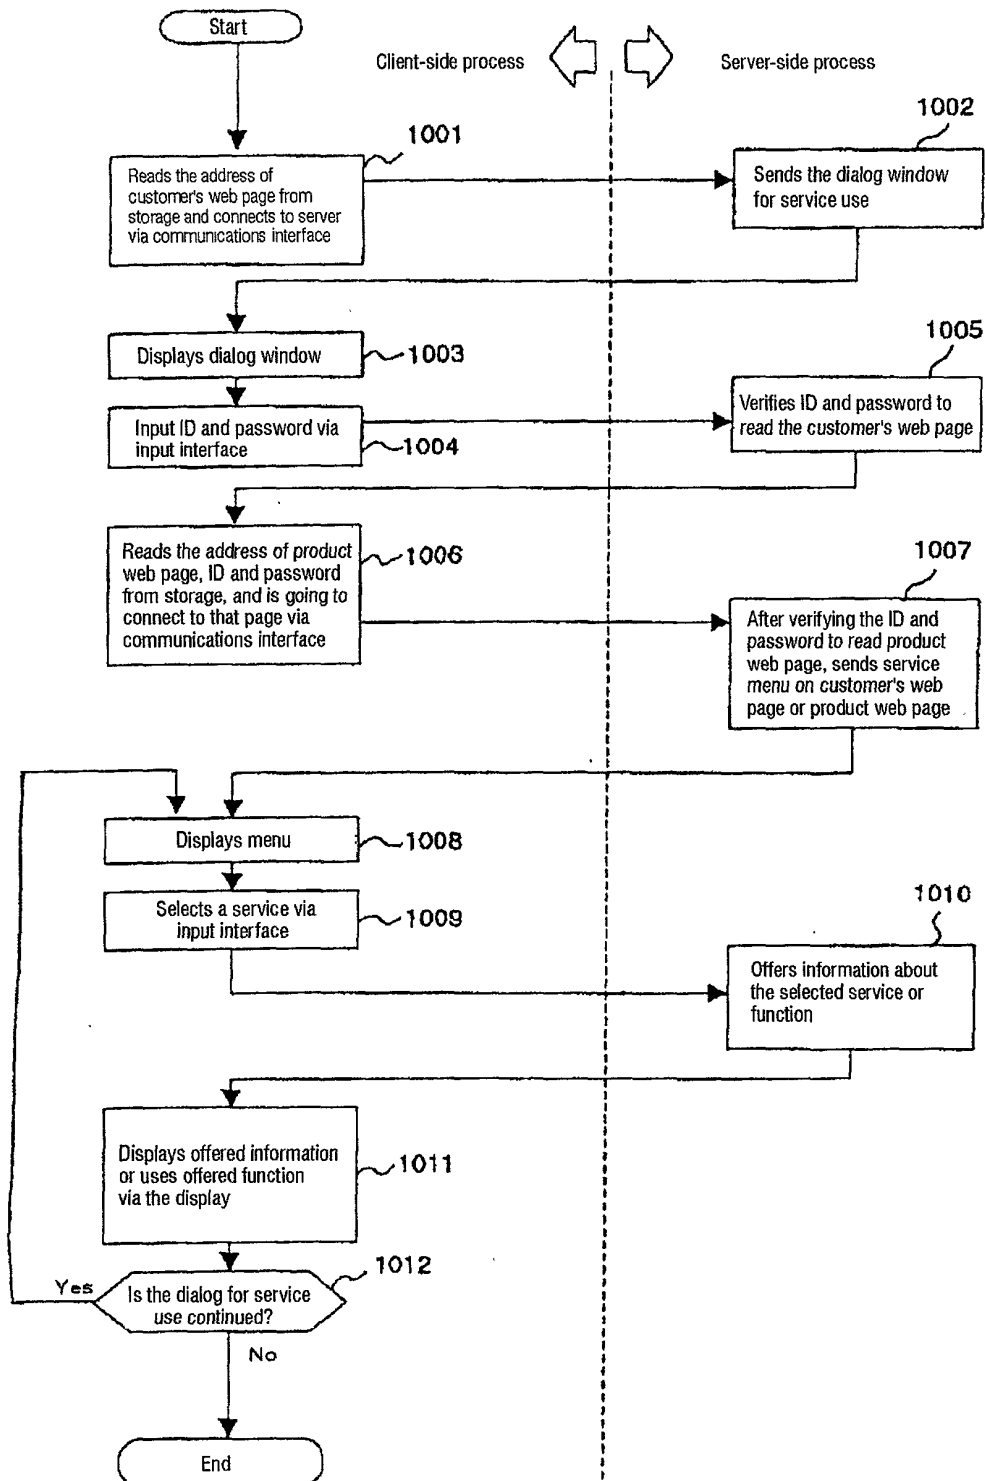 Start
Client-side process
Server-side process
1001
1002
Reads the address of
customer's web page from
storage and connects to server
via communications interface
Sends the dialog window
for service use
Displays dialog window
1003
1005
Input ID and password via
input interface
1004
Verifies ID and password to
read the customer's web page
Reads the address of product
web page, ID and password
from storage, and is going to
connect to that page via
communications interface
1006
1007
After verifying the ID and
password to read product
web page, sends service
menu on customer's web
page or product web page
Displays menu
1008
Selects a service via
input interface
1009
1010
Offers information about
the selected service or
function
Displays offered information
or uses offered function
via the display
1011
1012
Yes
Is the dialog for service
use continued?
No
End